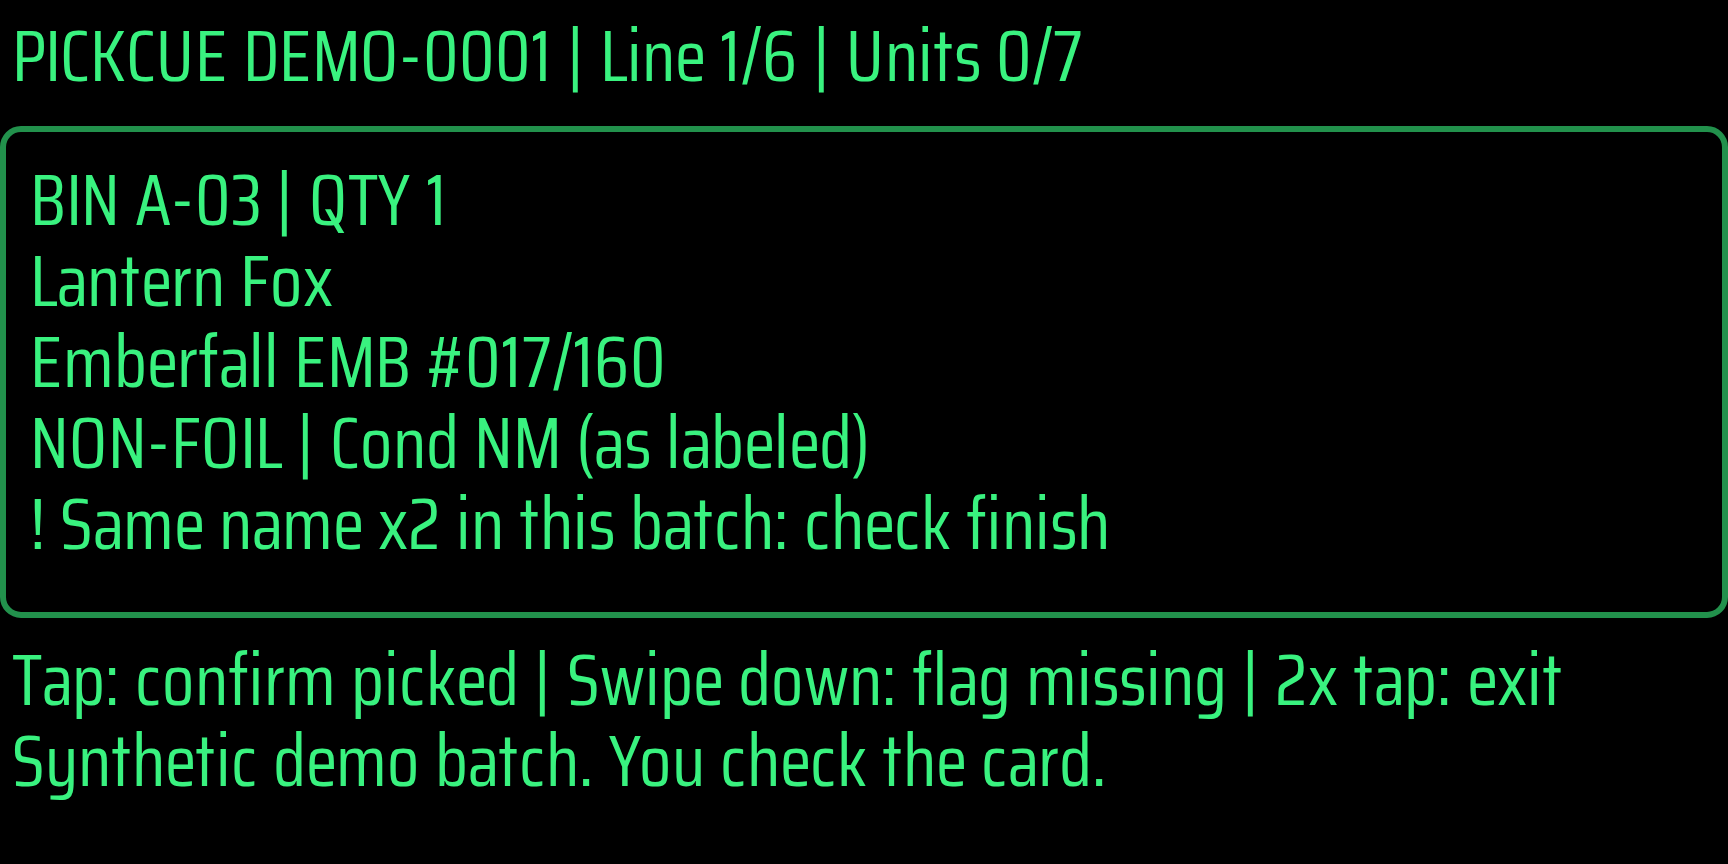 PICKCUE DEMO-0001 | Line 1/6 | Units 0/7
BIN A-03 | QTY 1
Lantern Fox
Emberfall EMB #017/160
NON-FOIL | Cond NM (as labeled)
! Same name x2 in this batch: check finish
Tap: confirm picked | Swipe down: flag missing | 2x tap: exit
Synthetic demo batch. You check the card.